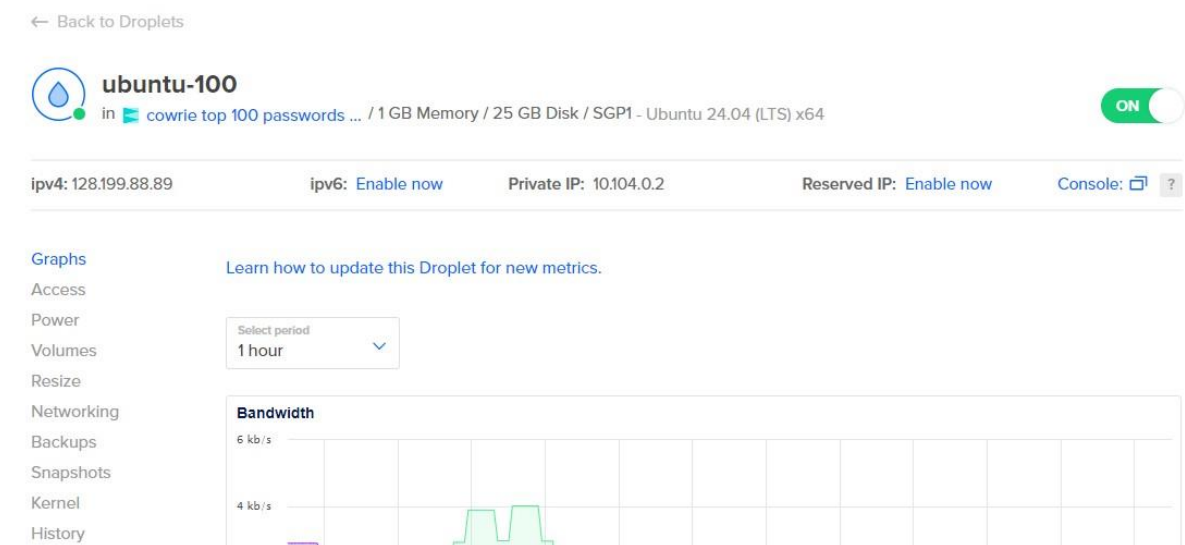 ← Back to Droplets
ubuntu-100
in cowrie top 100 passwords ... / 1 GB Memory / 25 GB Disk / SGP1 - Ubuntu 24.04 (LTS) x64
ON
ipv4: 128.199.88.89 ipv6: Enable now Private IP: 10.104.0.2 Reserved IP: Enable now Console: ?
Graphs
Access
Power
Volumes
Resize
Networking
Backups
Snapshots
Kernel
History
Learn how to update this Droplet for new metrics.
Select period
1 hour
Bandwidth
6 kb/s
4 kb/s